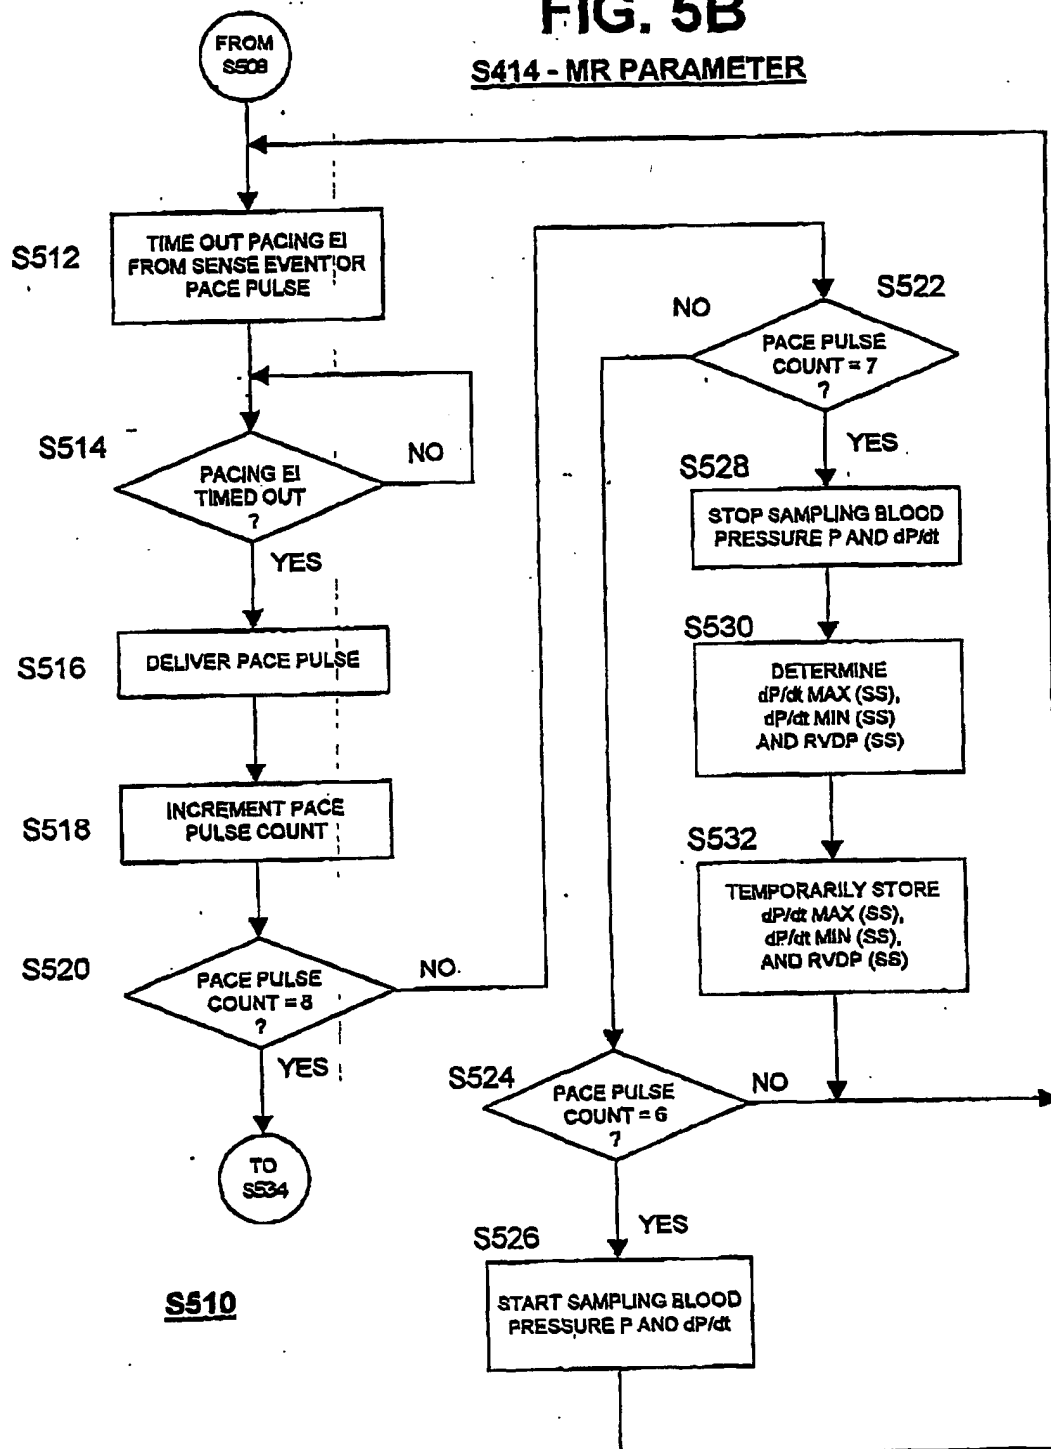 FIG. 5B
S414 - MR PARAMETER
FROM
S508
S512
TIME OUT PACING EI
FROM SENSE EVENT OR
PACE PULSE
S514
PACING EI
TIMED OUT
?
NO
YES
S516
DELIVER PACE PULSE
S518
INCREMENT PACE
PULSE COUNT
S520
PACE PULSE
COUNT = 8
?
NO
YES
TO
S534
S510
S522
NO
PACE PULSE
COUNT = 7
?
YES
S528
STOP SAMPLING BLOOD
PRESSURE P AND dP/dt
S530
DETERMINE
dP/dt MAX (SS),
dP/dt MIN (SS)
AND RVDP (SS)
S532
TEMPORARILY STORE
dP/dt MAX (SS),
dP/dt MIN (SS),
AND RVDP (SS)
S524
PACE PULSE
COUNT = 6
?
NO
YES
S526
START SAMPLING BLOOD
PRESSURE P AND dP/dt